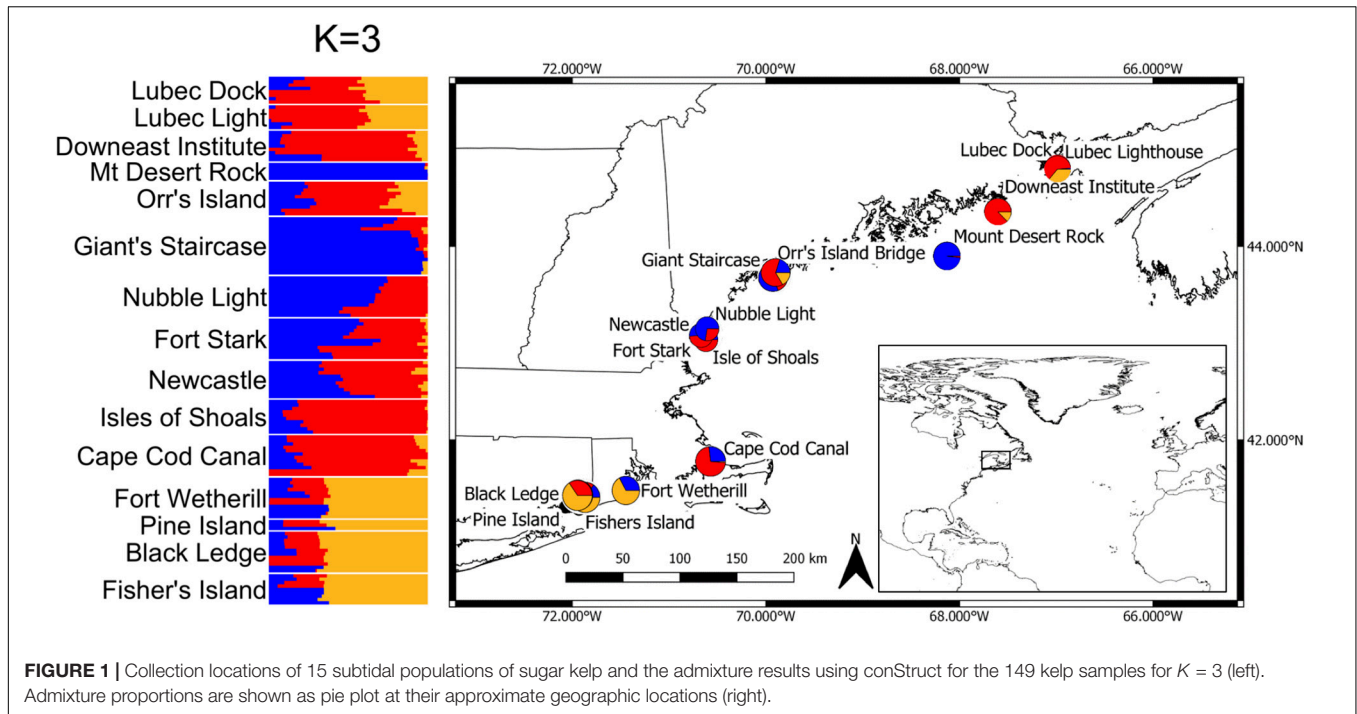 K=3
Lubec Dock
Lubec Light
Downeast Institute
Mt Desert Rock
Orr's Island
Giant's Staircase
Nubble Light
Fort Stark
Newcastle
Isles of Shoals
Cape Cod Canal
Fort Wetherill
Pine Island
Black Ledge
Fisher's Island
72.000°W 70.000°W 68.000°W 66.000°W
Lubec Dock Lubec Lighthouse
Downeast Institute
Mount Desert Rock
44.000°N
Giant Staircase Orr's Island Bridge
Nubble Light
Newcastle
Fort Stark Isle of Shoals
42.000°N
Cape Cod Canal
Black Ledge Fort Wetherill
Pine Island Fishers Island
0 50 100 150 200 km
N
72.000°W 70.000°W 68.000°W 66.000°W
FIGURE 1 | Collection locations of 15 subtidal populations of sugar kelp and the admixture results using conStruct for the 149 kelp samples for K = 3 (left).
Admixture proportions are shown as pie plot at their approximate geographic locations (right).